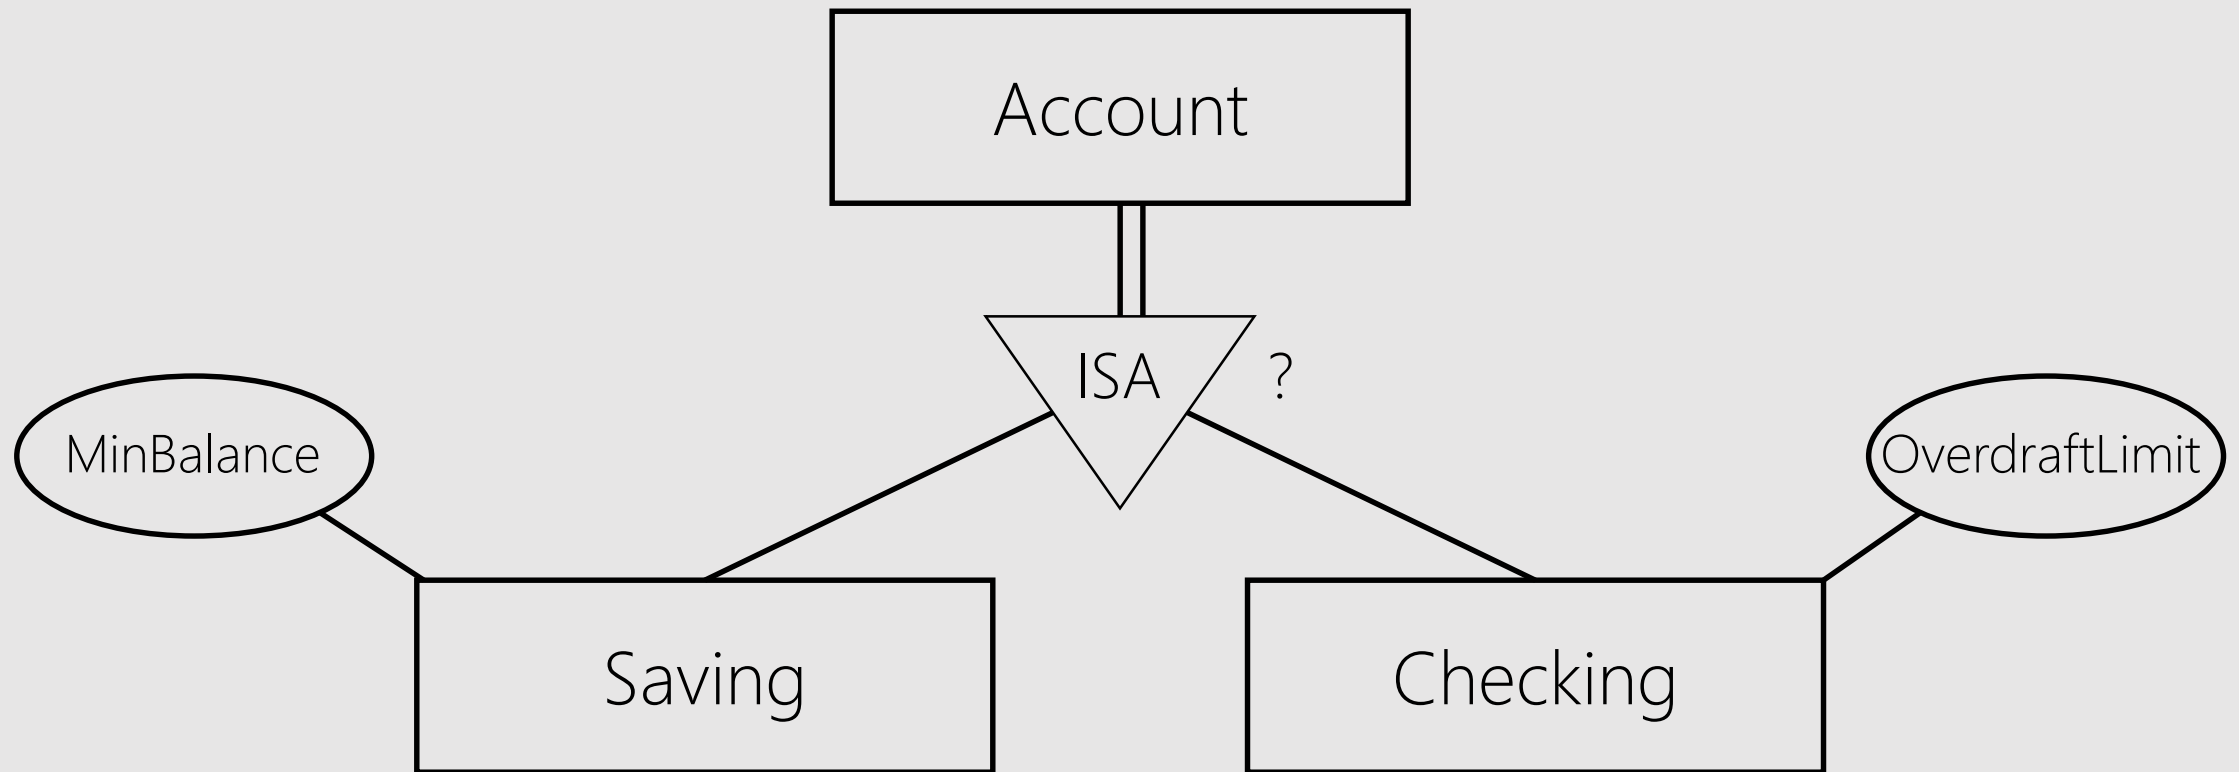 Account
ISA
?
MinBalance
OverdraftLimit
Saving
Checking